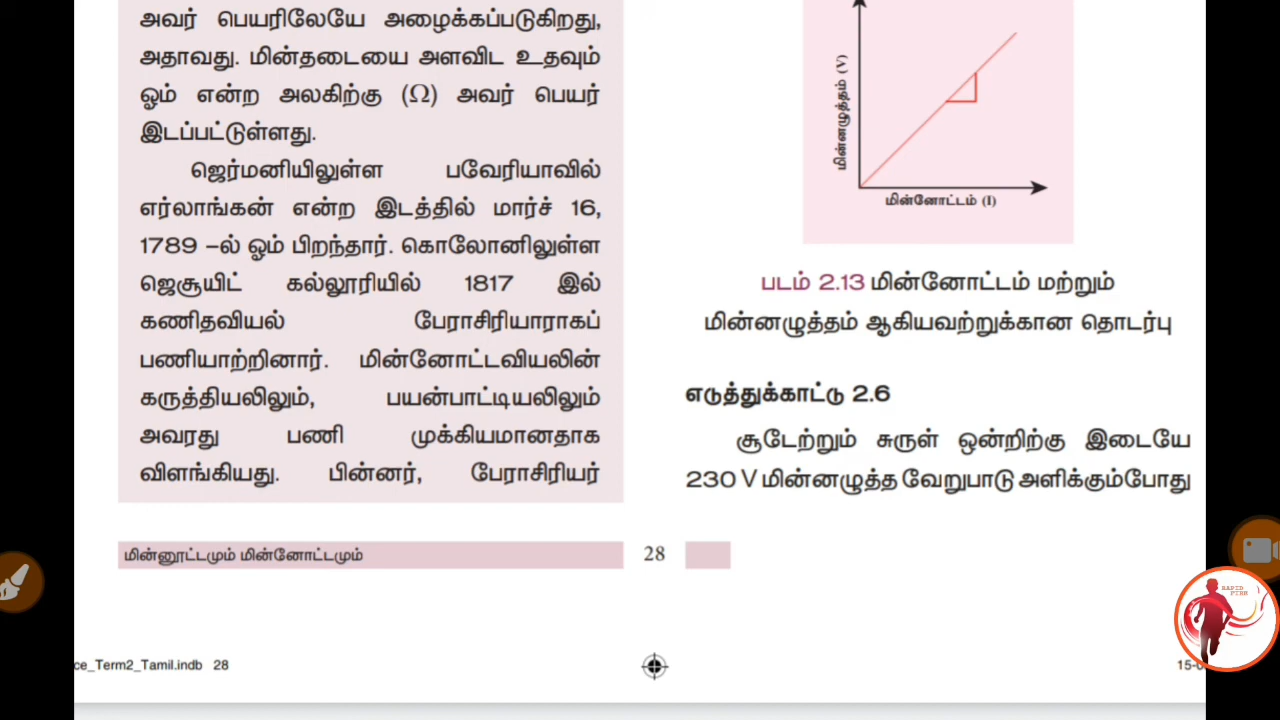 அவர் பெயரிலேயே அழைக்கப்படுகிறது,
அதாவது. மின்தடையை அளவிட உதவும்
ஓம் என்ற அலகிற்கு (Ω) அவர் பெயர்
இடப்பட்டுள்ளது.
ஜெர்மனியிலுள்ள பவேரியாவில்
எர்லாங்கன் என்ற இடத்தில் மார்ச் 16,
1789 –ல் ஓம் பிறந்தார். கொலோனிலுள்ள
ஜெசூயிட் கல்லூரியில் 1817 இல்
கணிதவியல் பேராசிரியாராகப்
பணியாற்றினார். மின்னோட்டவியலின்
கருத்தியலிலும், பயன்பாட்டியலிலும்
அவரது பணி முக்கியமானதாக
விளங்கியது. பின்னர், பேராசிரியர்
மின்னழுத்தம் (V)
மின்னோட்டம் (I)
படம் 2.13 மின்னோட்டம் மற்றும்
மின்னழுத்தம் ஆகியவற்றுக்கான தொடர்பு
எடுத்துக்காட்டு 2.6
சூடேற்றும் சுருள் ஒன்றிற்கு இடையே
230 V மின்னழுத்த வேறுபாடு அளிக்கும்போது
மின்னூட்டமும் மின்னோட்டமும்
28
ce_Term2_Tamil.indb 28
15-0
RAPID